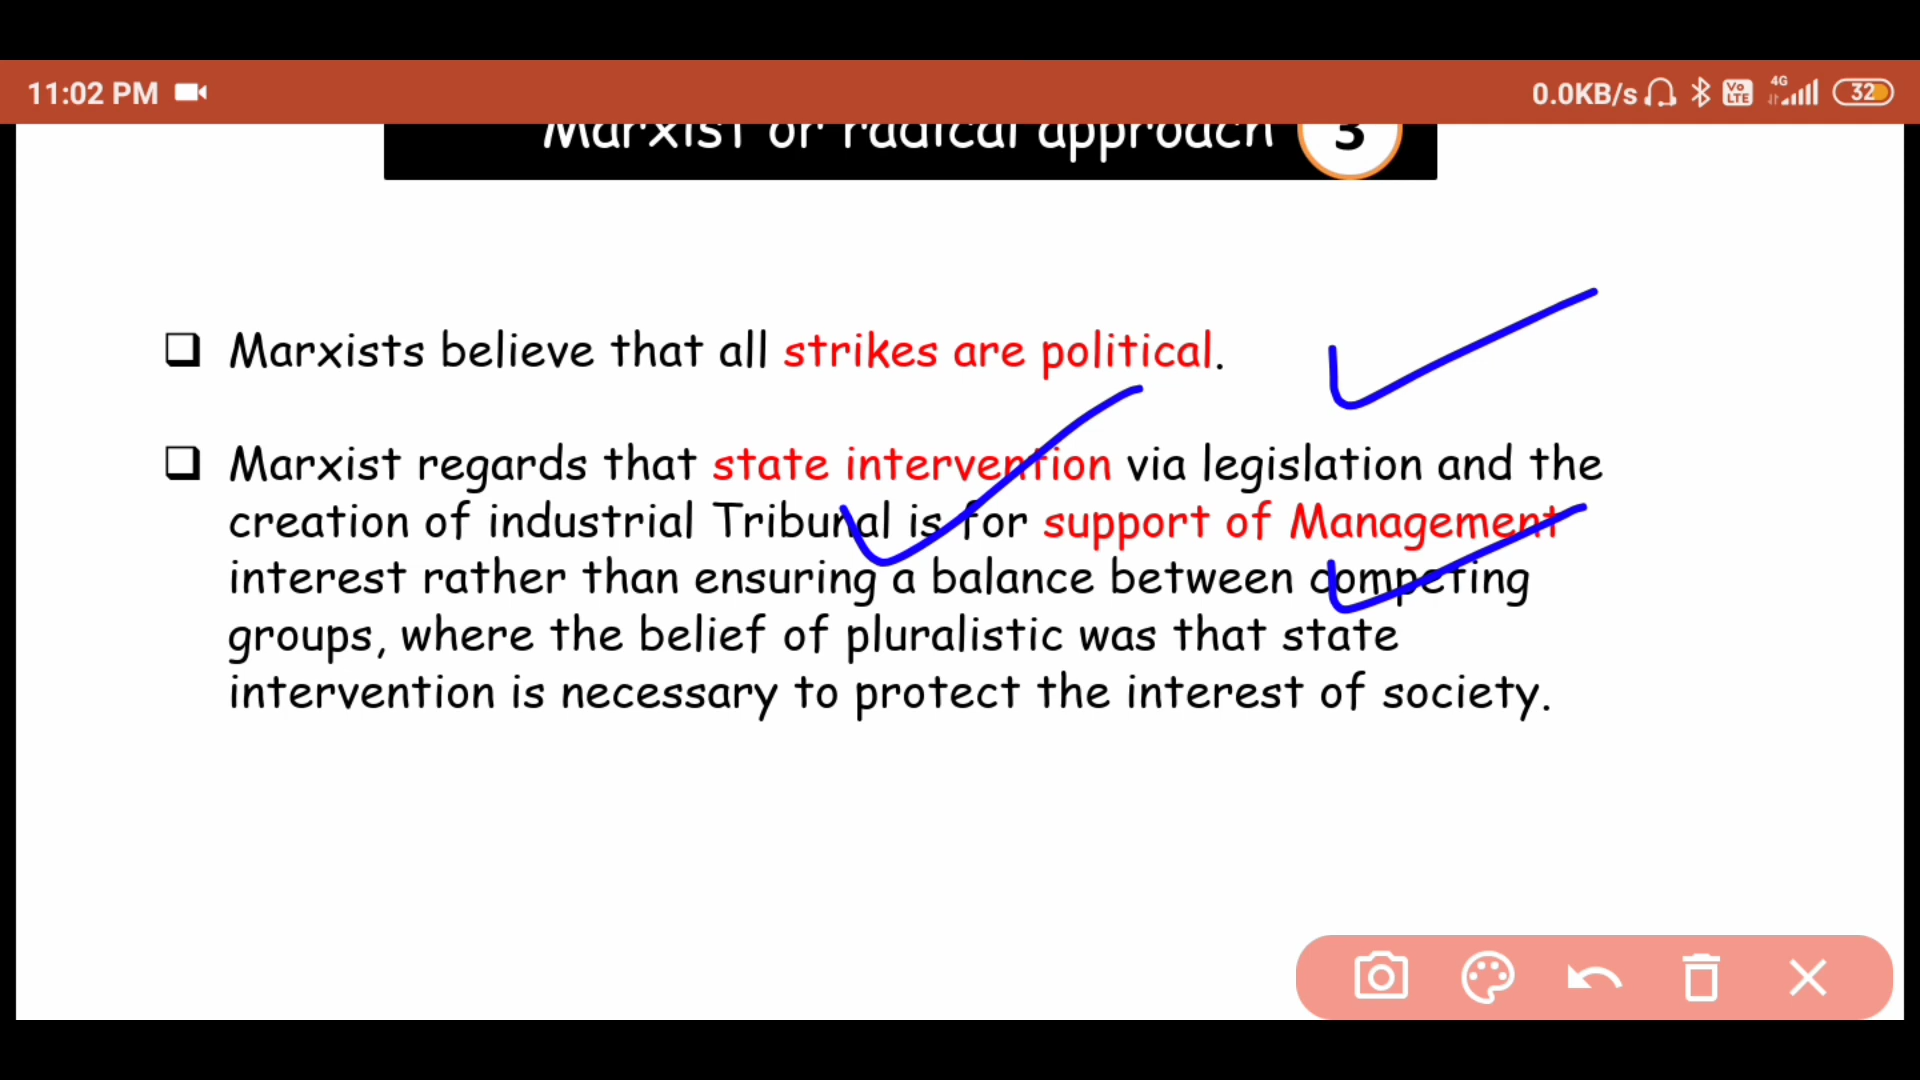 11:02 PM 0.0KB/s Vo LTE 4G 32
Marxist or radical approach 3
Marxists believe that all strikes are political.
Marxist regards that state intervention via legislation and the
creation of industrial Tribunal is for support of Management
interest rather than ensuring a balance between competing
groups, where the belief of pluralistic was that state
intervention is necessary to protect the interest of society.